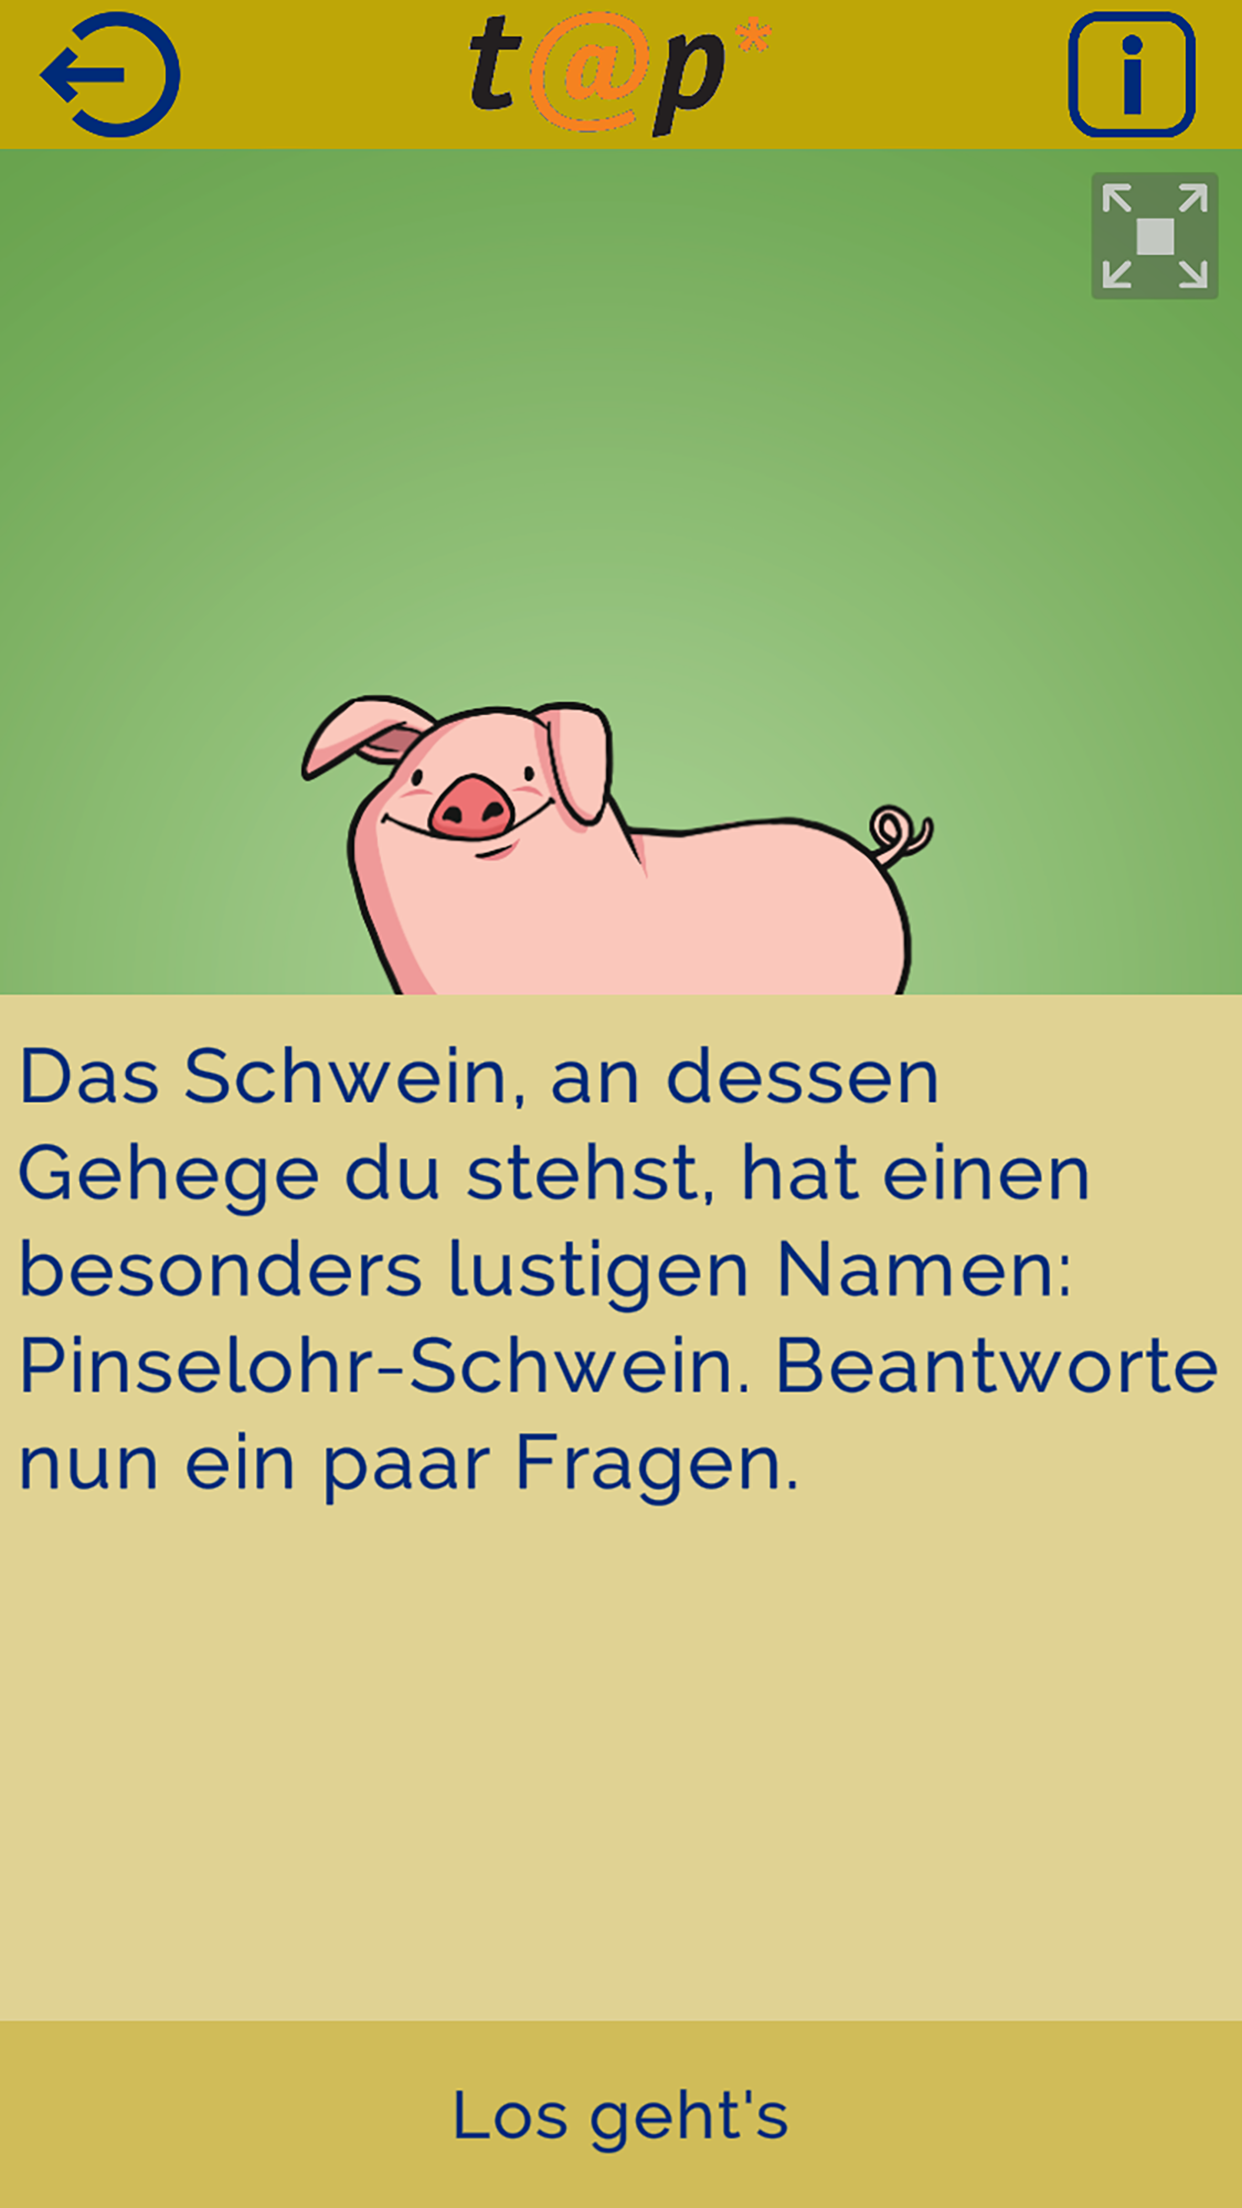 t@p*
i
Das Schwein, an dessen
Gehege du stehst, hat einen
besonders lustigen Namen:
Pinselohr-Schwein. Beantworte
nun ein paar Fragen.
Los geht's